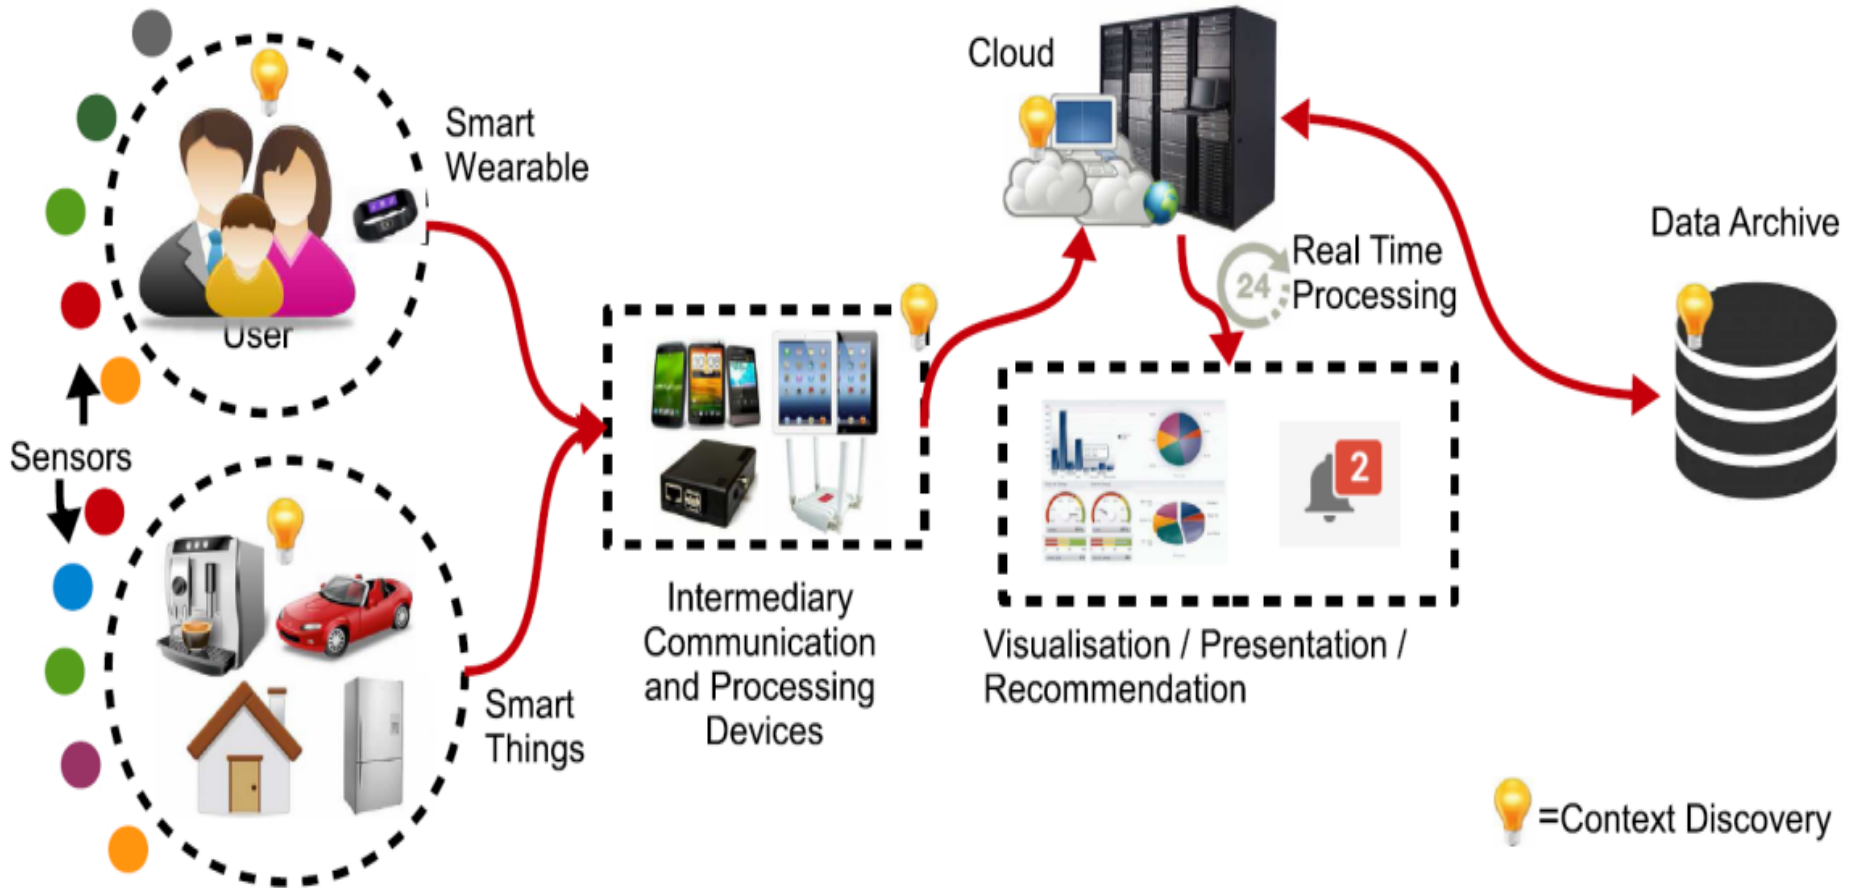 Smart
Wearable
User
Sensors
Smart
Things
Intermediary
Communication
and Processing
Devices
Cloud
24
Real Time
Processing
2
Visualisation / Presentation /
Recommendation
Data Archive
=Context Discovery